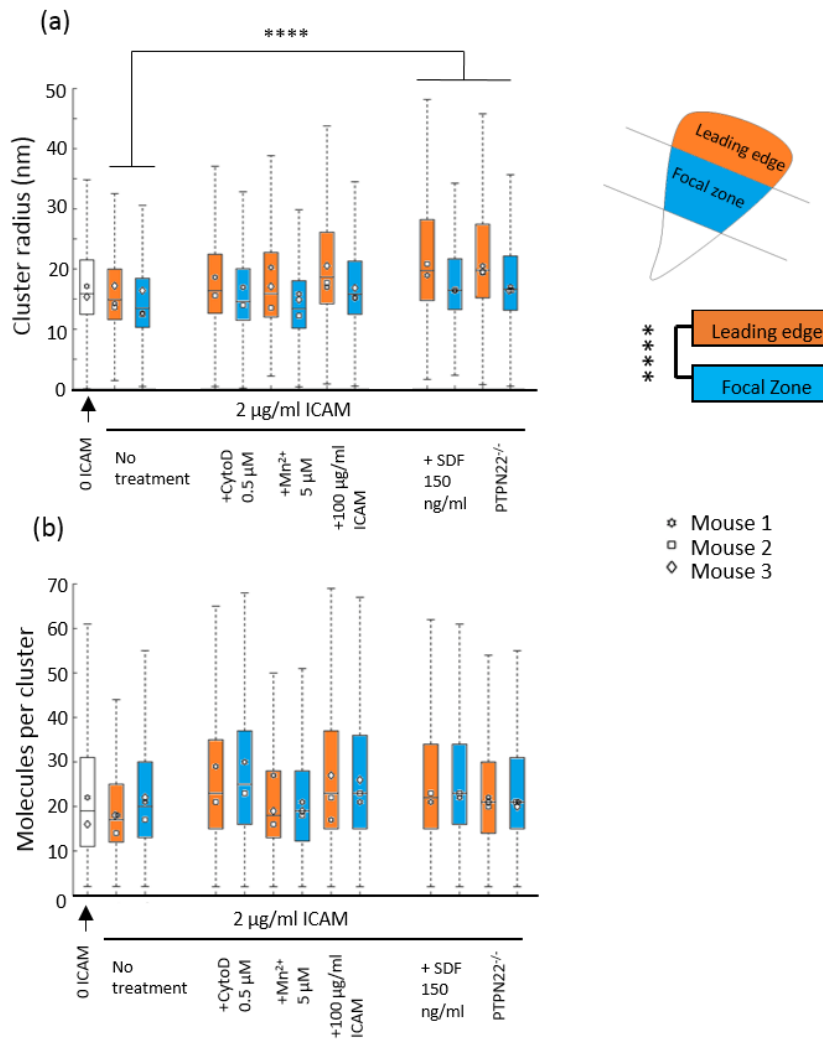 (a)
****
Cluster radius (nm)
50
40
30
20
10
0
2 µg/ml ICAM
0 ICAM
No
treatment
+CytoD
0.5 µM
+Mn²⁺
5 µM
+100 µg/ml
ICAM
+ SDF
150
ng/ml
PTPN22⁻/⁻
Leading edge
Focal zone
****
Leading edge
Focal Zone
Mouse 1
Mouse 2
Mouse 3
(b)
Molecules per cluster
70
60
50
40
30
20
10
0
2 µg/ml ICAM
0 ICAM
No
treatment
+CytoD
0.5 µM
+Mn²⁺
5 µM
+100 µg/ml
ICAM
+ SDF
150
ng/ml
PTPN22⁻/⁻